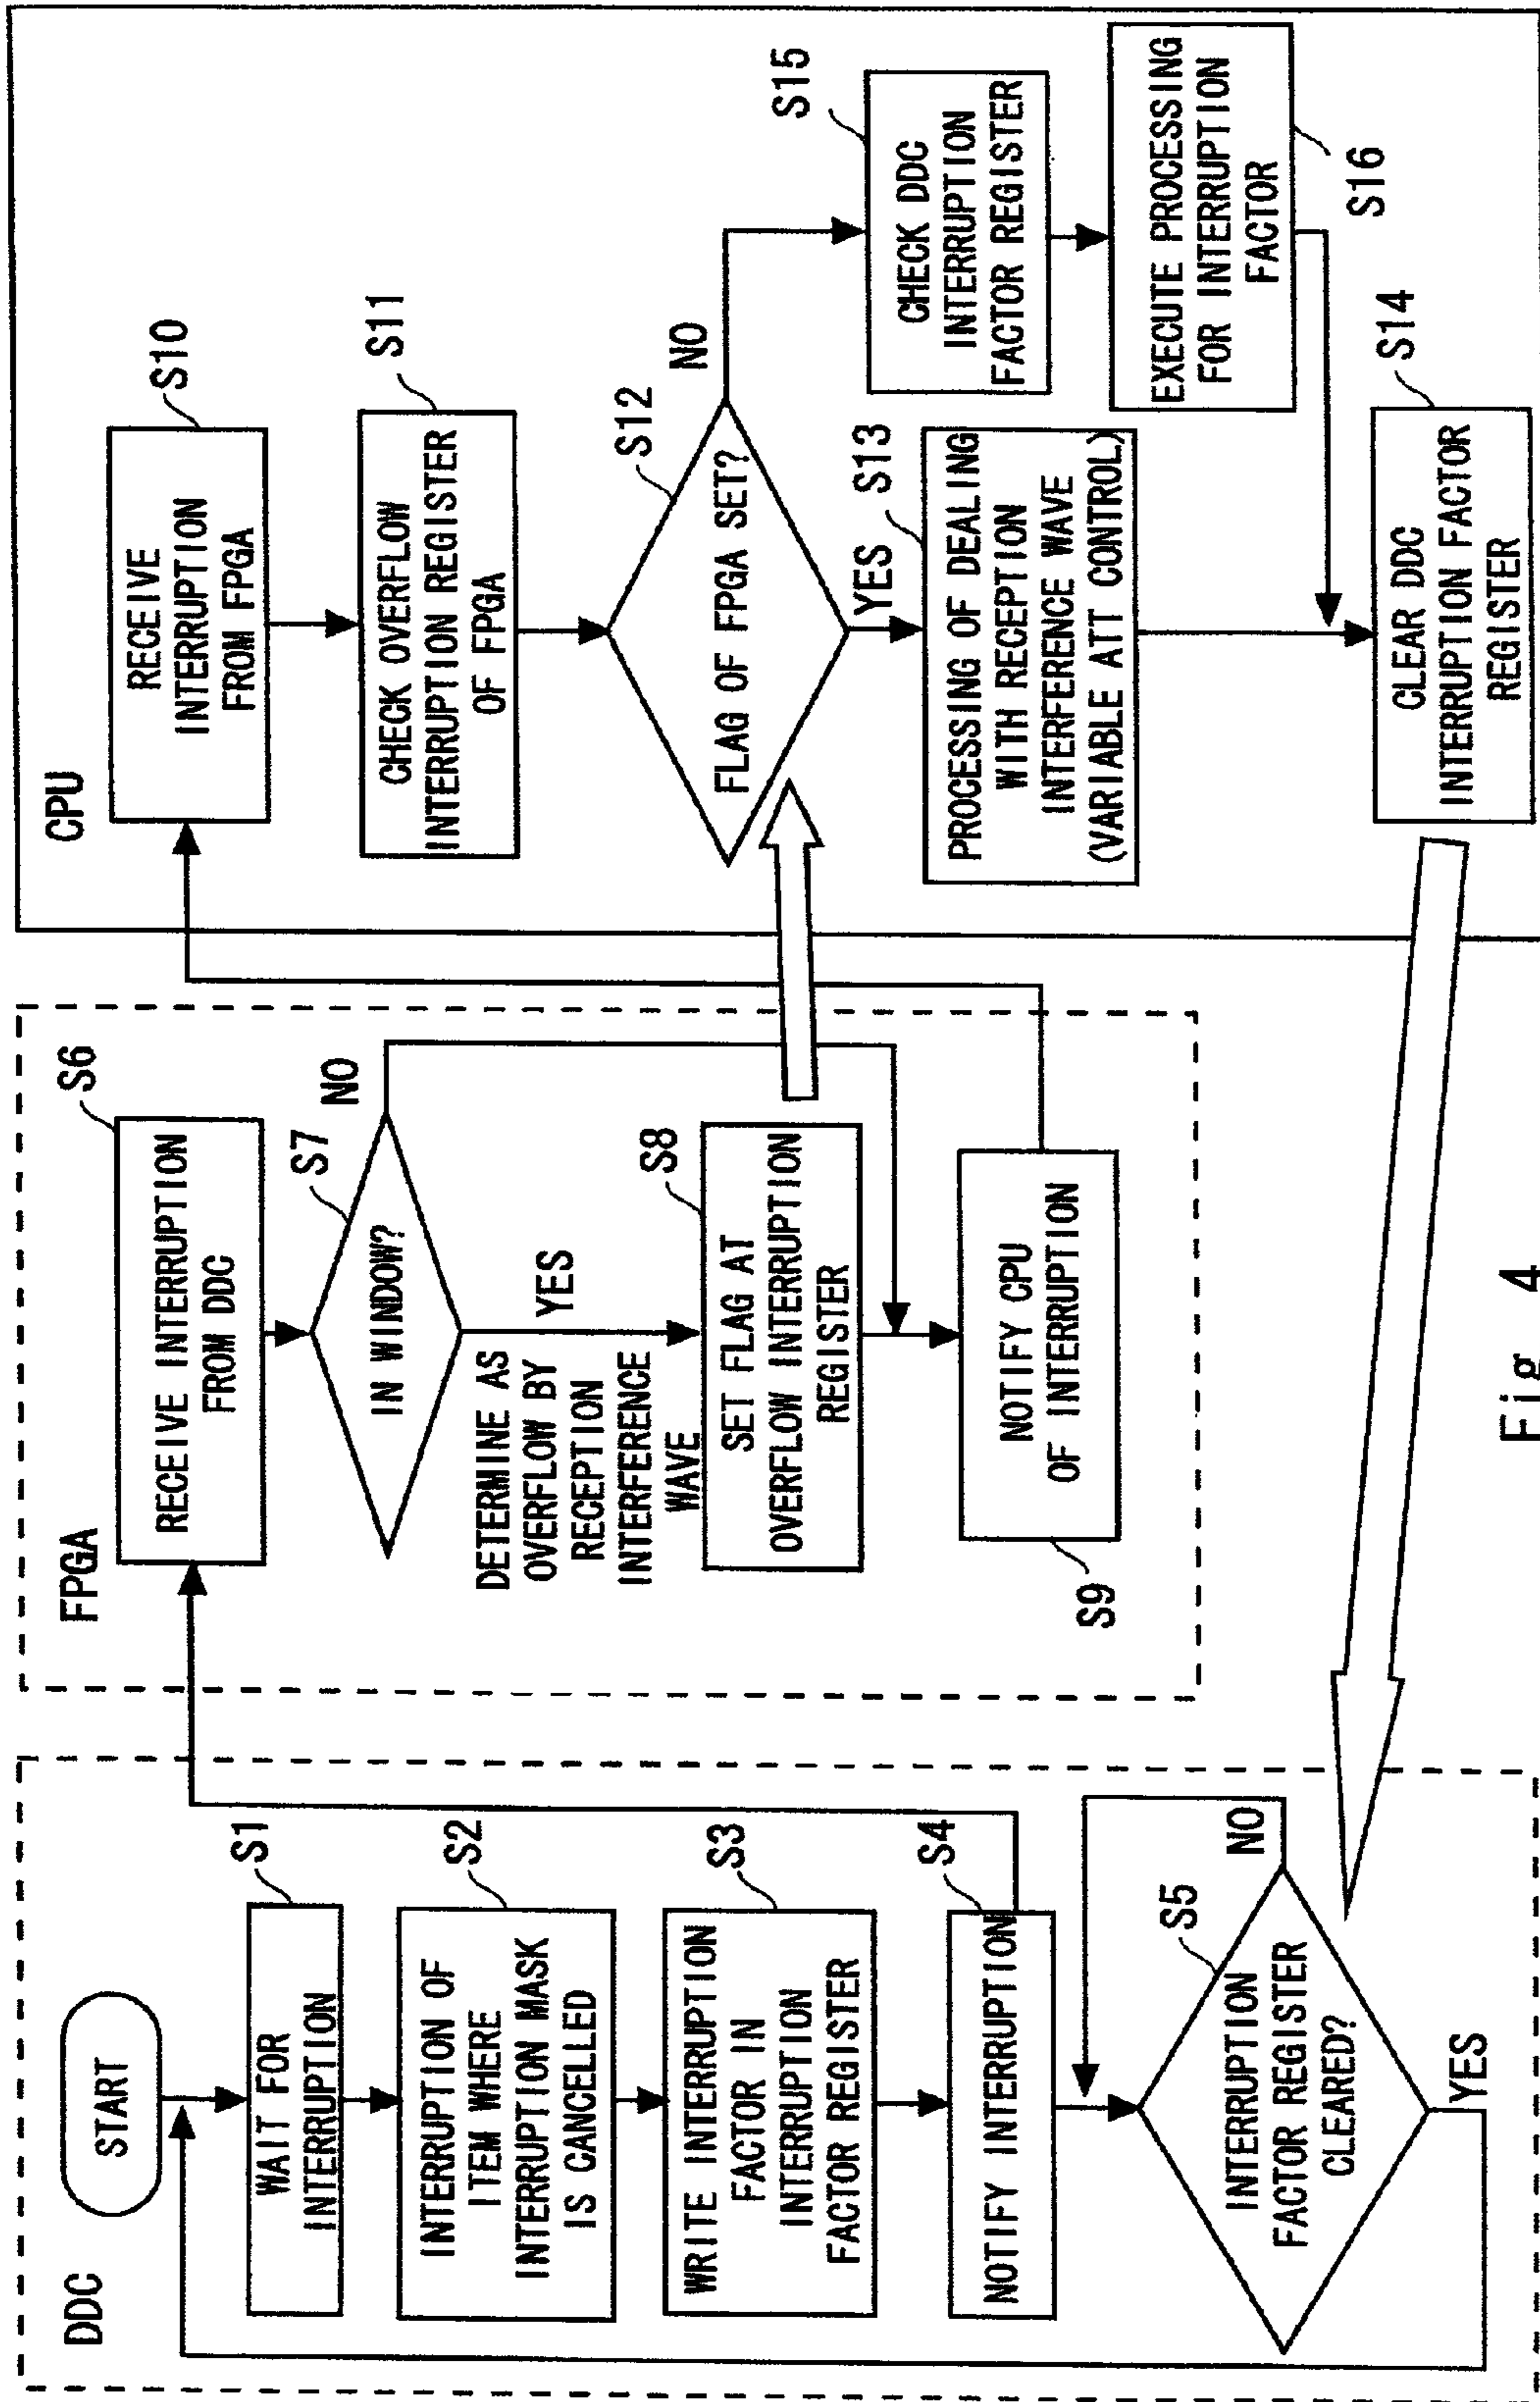 DDC
START
S1
WAIT FOR
INTERRUPTION
S2
INTERRUPTION OF
ITEM WHERE
INTERRUPTION MASK
IS CANCELLED
S3
WRITE INTERRUPTION
FACTOR IN
INTERRUPTION
FACTOR REGISTER
S4
NOTIFY INTERRUPTION
S5
INTERRUPTION
FACTOR REGISTER
CLEARED?
NO
YES
FPGA
S6
RECEIVE INTERRUPTION
FROM DDC
S7
IN WINDOW?
NO
YES
DETERMINE AS
OVERFLOW BY
RECEPTION
INTERFERENCE
WAVE
S8
SET FLAG AT
OVERFLOW INTERRUPTION
REGISTER
NOTIFY CPU
OF INTERRUPTION
S9
CPU
S10
RECEIVE
INTERRUPTION
FROM FPGA
S11
CHECK OVERFLOW
INTERRUPTION REGISTER
OF FPGA
S12
FLAG OF FPGA SET?
NO
YES
S13
PROCESSING OF DEALING
WITH RECEPTION
INTERFERENCE WAVE
(VARIABLE ATT CONTROL)
S15
CHECK DDC
INTERRUPTION
FACTOR REGISTER
EXECUTE PROCESSING
FOR INTERRUPTION
FACTOR
S16
S14
CLEAR DDC
INTERRUPTION FACTOR
REGISTER
Fig 4